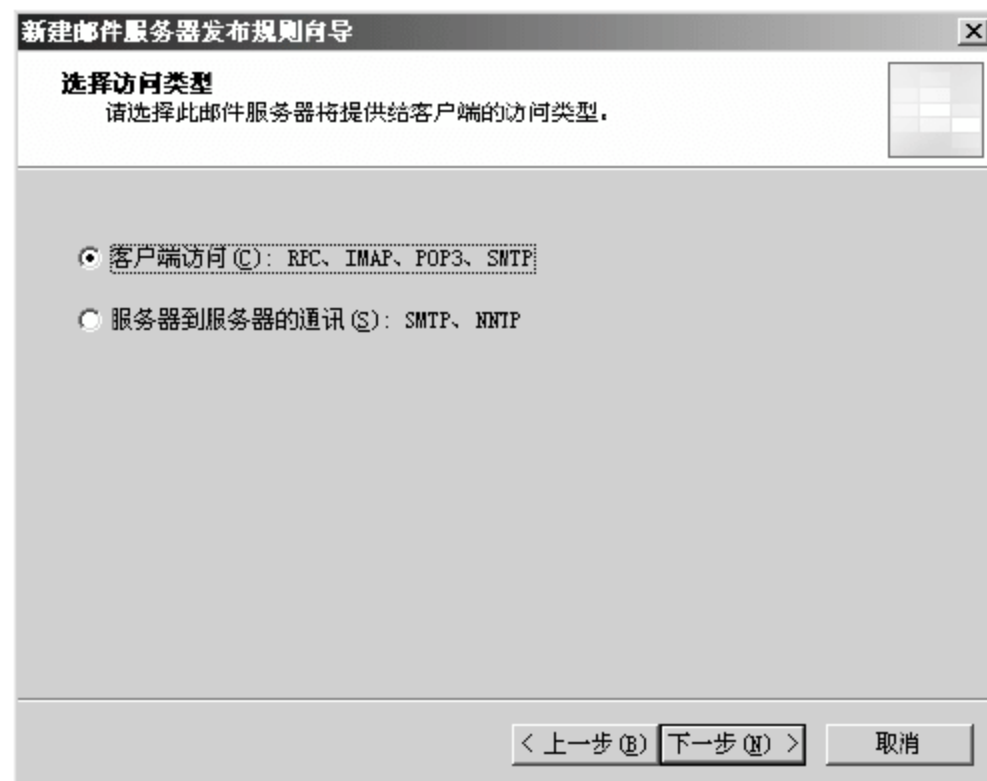 新建邮件服务器发布规则向导
选择访问类型
请选择此邮件服务器将提供给客户端的访问类型。
客户端访问(C): RPC、IMAP、POP3、SMTP
服务器到服务器的通讯(S): SMTP、NNTP
< 上一步(B) 下一步(N) > 取消